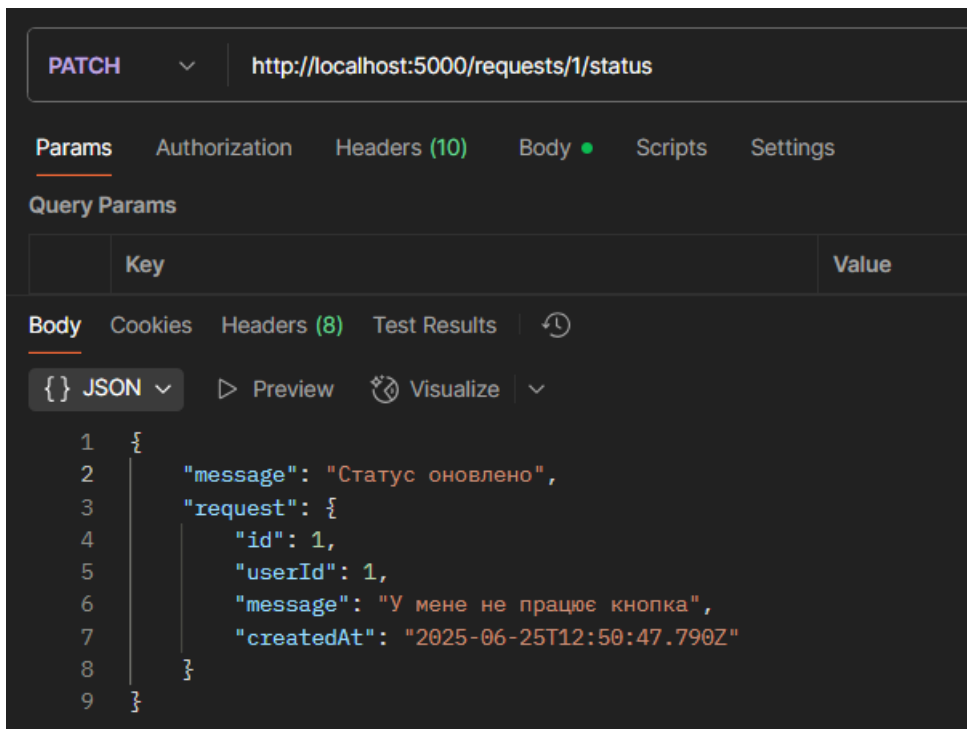 PATCH http://localhost:5000/requests/1/status
Params Authorization Headers (10) Body Scripts Settings
Query Params
Key Value
Body Cookies Headers (8) Test Results
{} JSON Preview Visualize
1 {
2 "message": "Статус оновлено",
3 "request": {
4 "id": 1,
5 "userId": 1,
6 "message": "У мене не працює кнопка",
7 "createdAt": "2025-06-25T12:50:47.790Z"
8 }
9 }